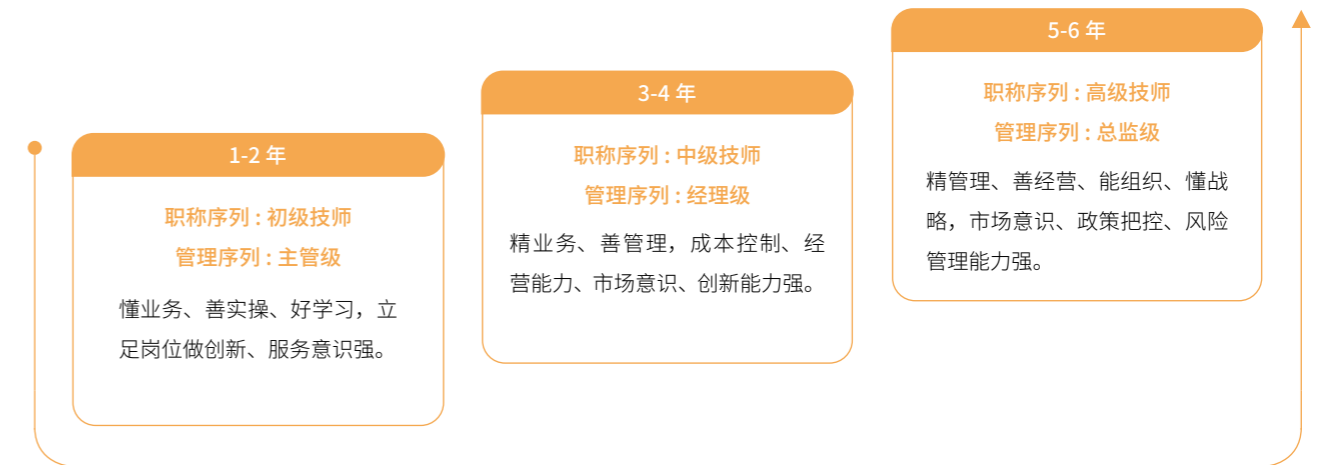 1-2 年
职称序列 : 初级技师
管理序列 : 主管级
懂业务、善实操、好学习，立
足岗位做创新、服务意识强。
3-4 年
职称序列 : 中级技师
管理序列 : 经理级
精业务、善管理，成本控制、经
营能力、市场意识、创新能力强。
5-6 年
职称序列 : 高级技师
管理序列 : 总监级
精管理、善经营、能组织、懂战
略，市场意识、政策把控、风险
管理能力强。